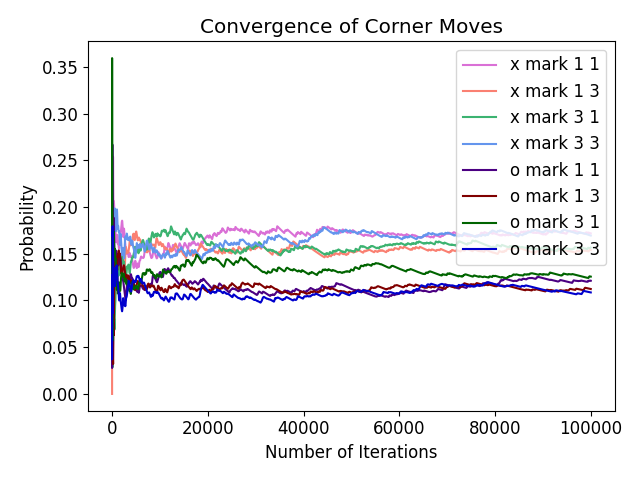 Convergence of Corner Moves
0.35
0.30
0.25
0.20
0.15
0.10
0.05
0.00
Probability
x mark 1 1
x mark 1 3
x mark 3 1
x mark 3 3
o mark 1 1
o mark 1 3
o mark 3 1
o mark 3 3
0 20000 40000 60000 80000 100000
Number of Iterations